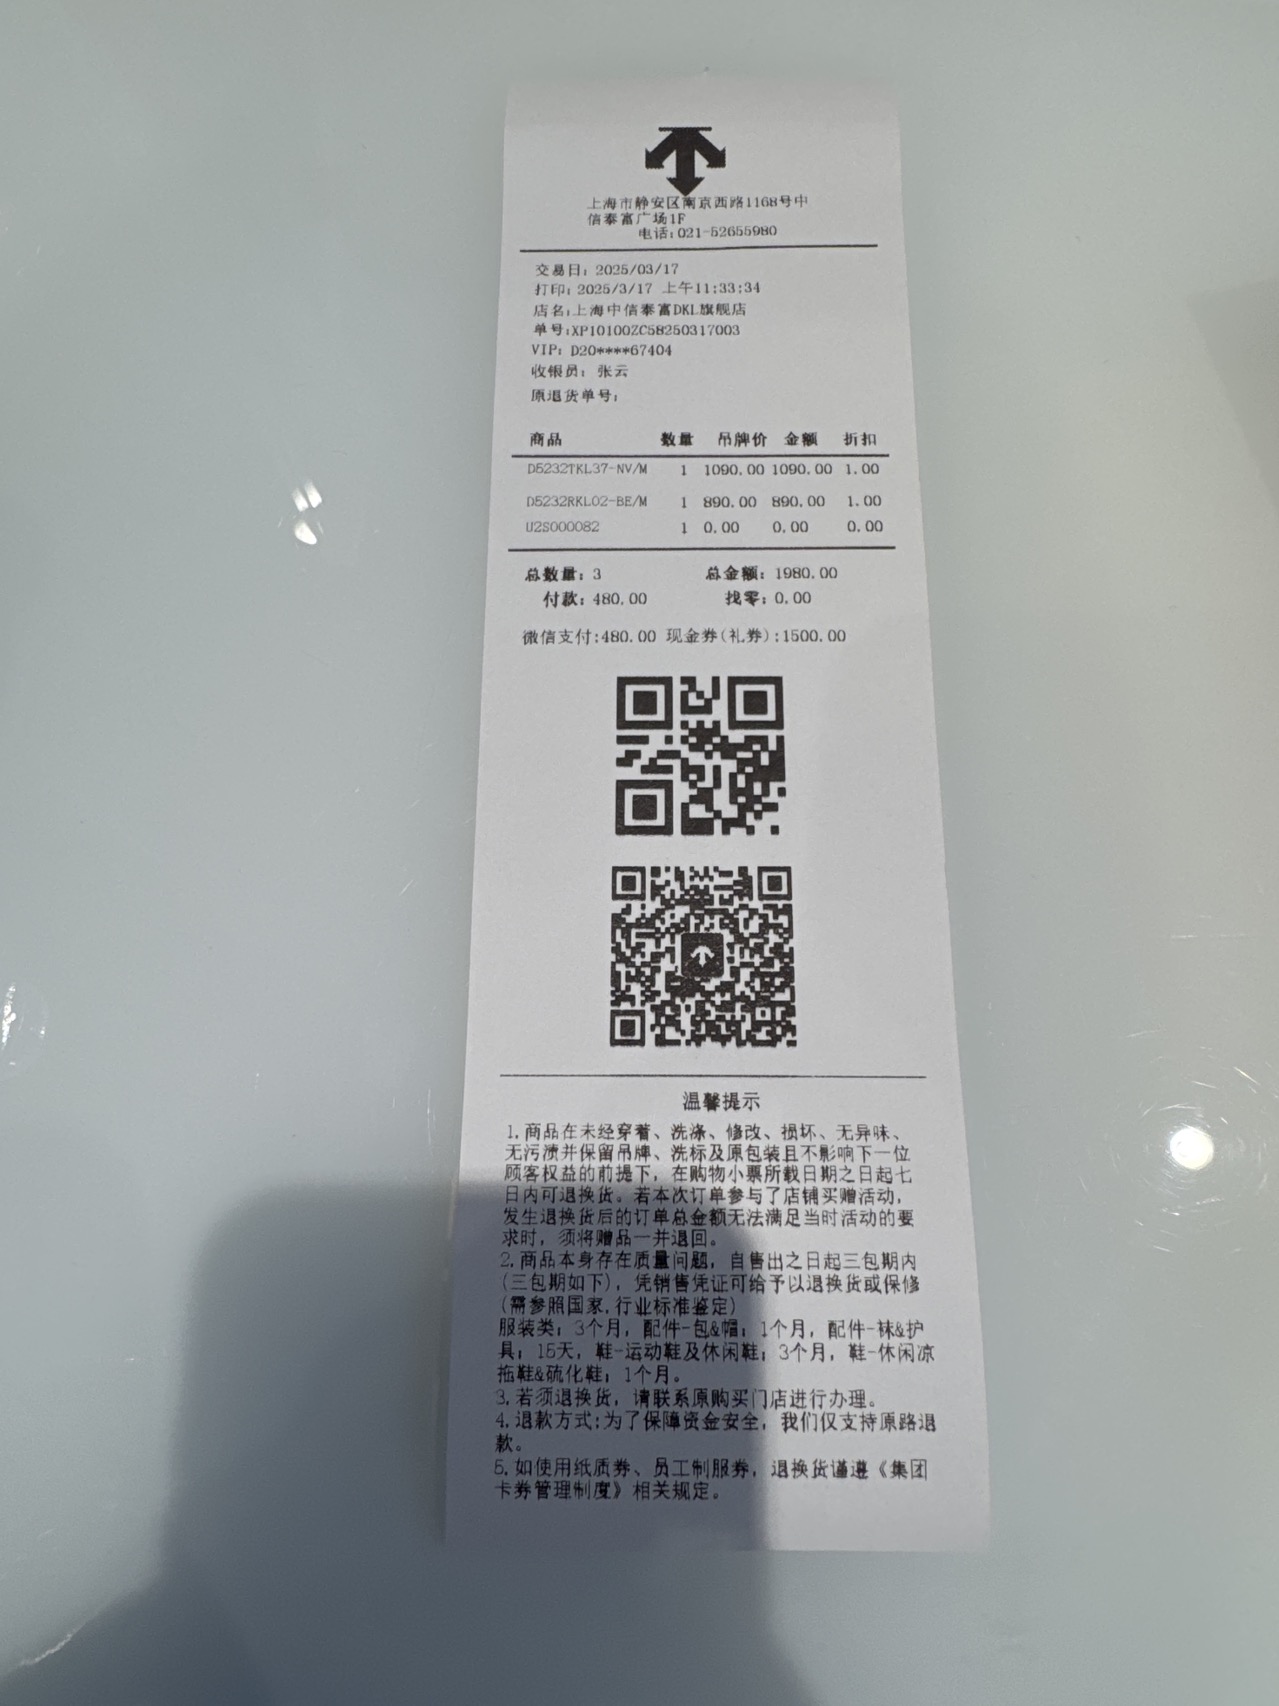 上海市静安区南京西路1168号中
信泰富广场1F
电话:021-52655980
交易日: 2025/03/17
打印: 2025/3/17 上午11:33:34
店名:上海中信泰富DKL旗舰店
单号:XP10100ZC58250317003
VIP: D20****67404
收银员: 张云
原退货单号:
商品 数量 吊牌价 金额 折扣
D5232TKL37-NV/M 1 1090.00 1090.00 1.00
D5232RKL02-BE/M 1 890.00 890.00 1.00
U2S000082 1 0.00 0.00 0.00
总数量: 3 总金额: 1980.00
付款: 480.00 找零: 0.00
微信支付:480.00 现金券(礼券):1500.00
温馨提示
1.商品在未经穿着、洗涤、修改、损坏、无异味、
无污渍并保留吊牌、洗标及原包装且不影响下一位
顾客权益的前提下，在购物小票所载日期之日起七
日内可退换货。若本次订单参与了店铺买赠活动，
发生退换货后的订单总金额无法满足当时活动的要
求时，须将赠品一并退回。
2.商品本身存在质量问题，自售出之日起三包期内
(三包期如下)，凭销售凭证可给予以退换货或保修
(需参照国家,行业标准鉴定)
服装类: 3个月，配件-包&帽: 1个月，配件-袜&护
具: 15天，鞋-运动鞋及休闲鞋: 3个月，鞋-休闲凉
拖鞋&硫化鞋: 1个月。
3.若须退换货，请联系原购买门店进行办理。
4.退款方式:为了保障资金安全，我们仅支持原路退
款。
5.如使用纸质券、员工制服券，退换货谨遵《集团
卡券管理制度》相关规定。